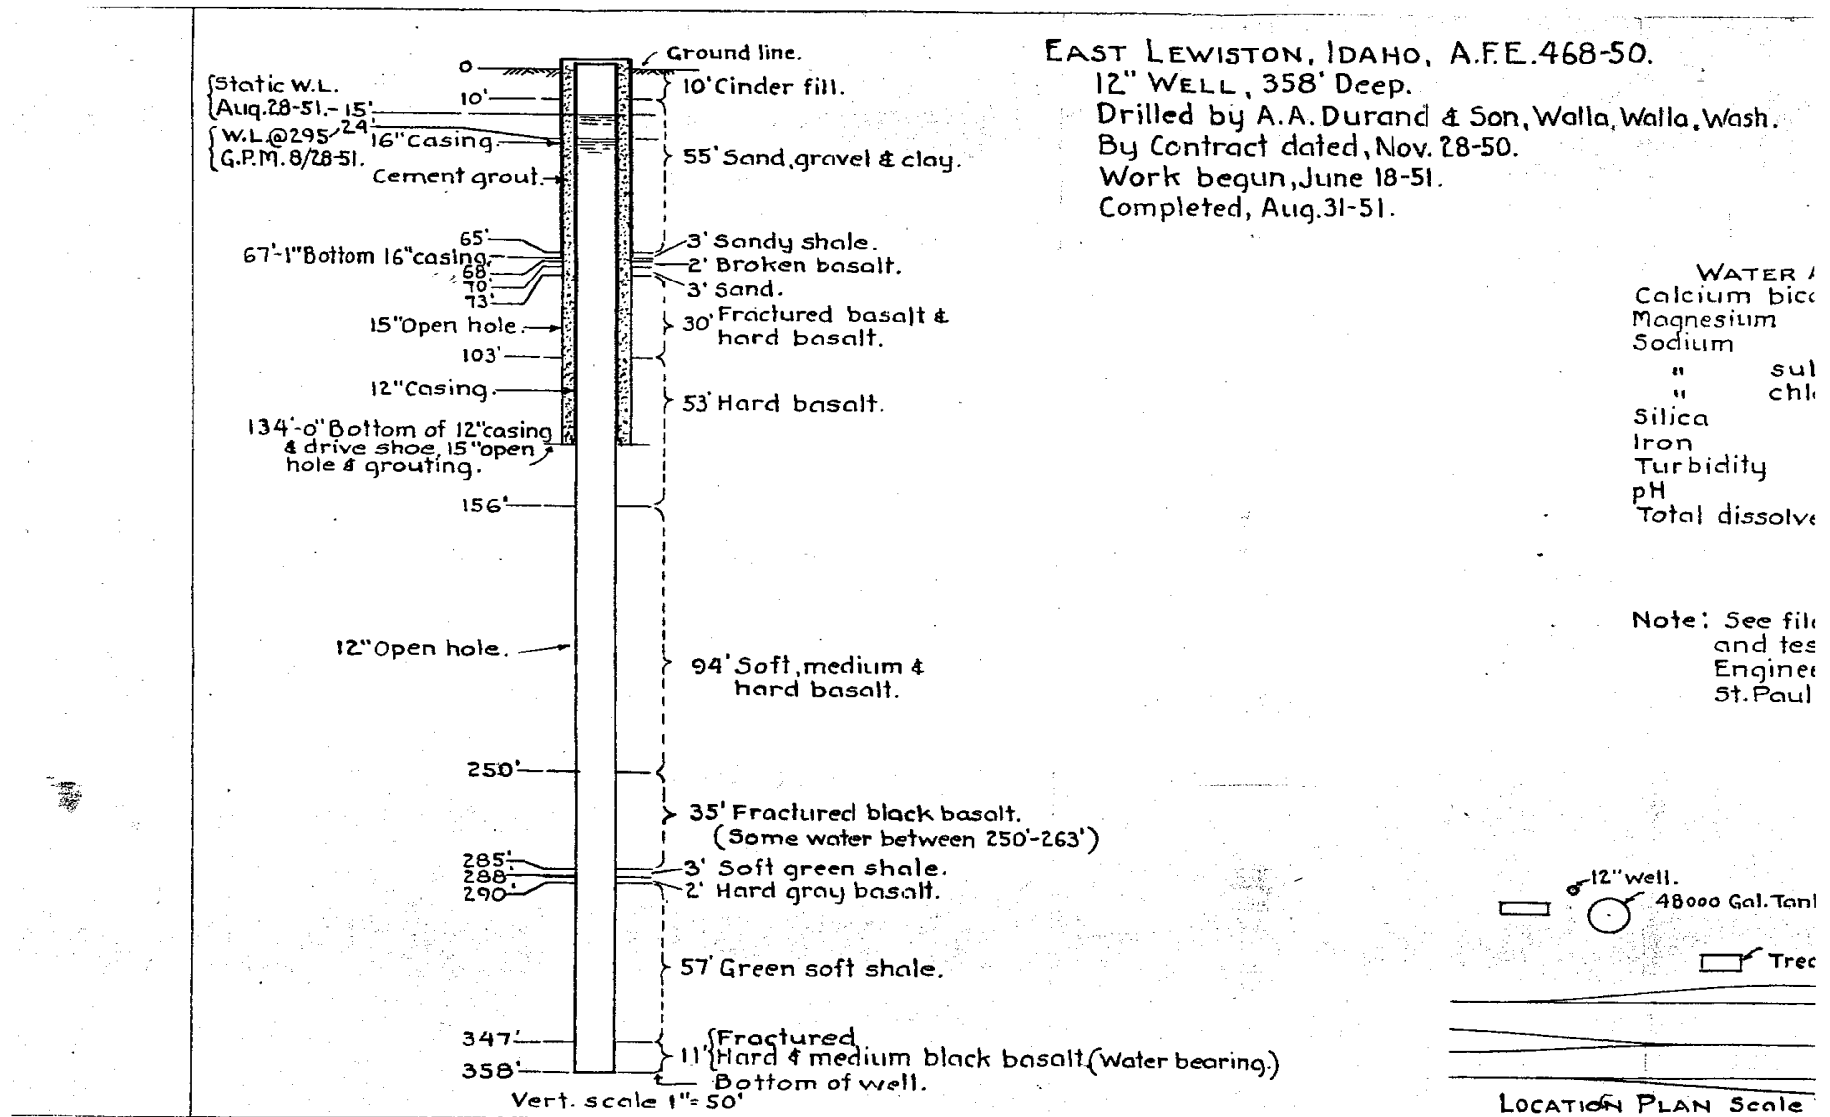 EAST LEWISTON, IDAHO, A.F.E. 468-50.
12" WELL, 358' Deep.
Drilled by A.A. Durand & Son, Walla, Walla, Wash.
By Contract dated, Nov. 28-50.
Work begun, June 18-51.
Completed, Aug. 31-51.
Ground line.
0
10' Cinder fill.
Static W.L.
Aug. 28-51.- 15'
10'
W.L.@295 24'
G.P.M. 8/28-51.
16" Casing.
Cement grout.
55' Sand, gravel & clay.
65'
67'-1" Bottom 16" casing.
68'
70'
73'
3' Sandy shale.
2' Broken basalt.
3' Sand.
15" Open hole.
30' Fractured basalt &
hard basalt.
103'
12" Casing.
53' Hard basalt.
134'-0" Bottom of 12" casing
& drive shoe, 15" open
hole & grouting.
156'
12" Open hole.
94' Soft, medium &
hard basalt.
250'
35' Fractured black basalt.
(Some water between 250'-263')
285'
288'
290'
3' Soft green shale.
2' Hard gray basalt.
57' Green soft shale.
347'
358'
Fractured
11' Hard & medium black basalt (Water bearing.)
Bottom of well.
Vert. scale 1"= 50'
WATER
Calcium
Magnesium
Sodium
"
"
Silica
Iron
Turbidity
pH
Total
Note: See
and
St. Paul
12" well.
48000 Gal.
LOCATION PLAN Scale